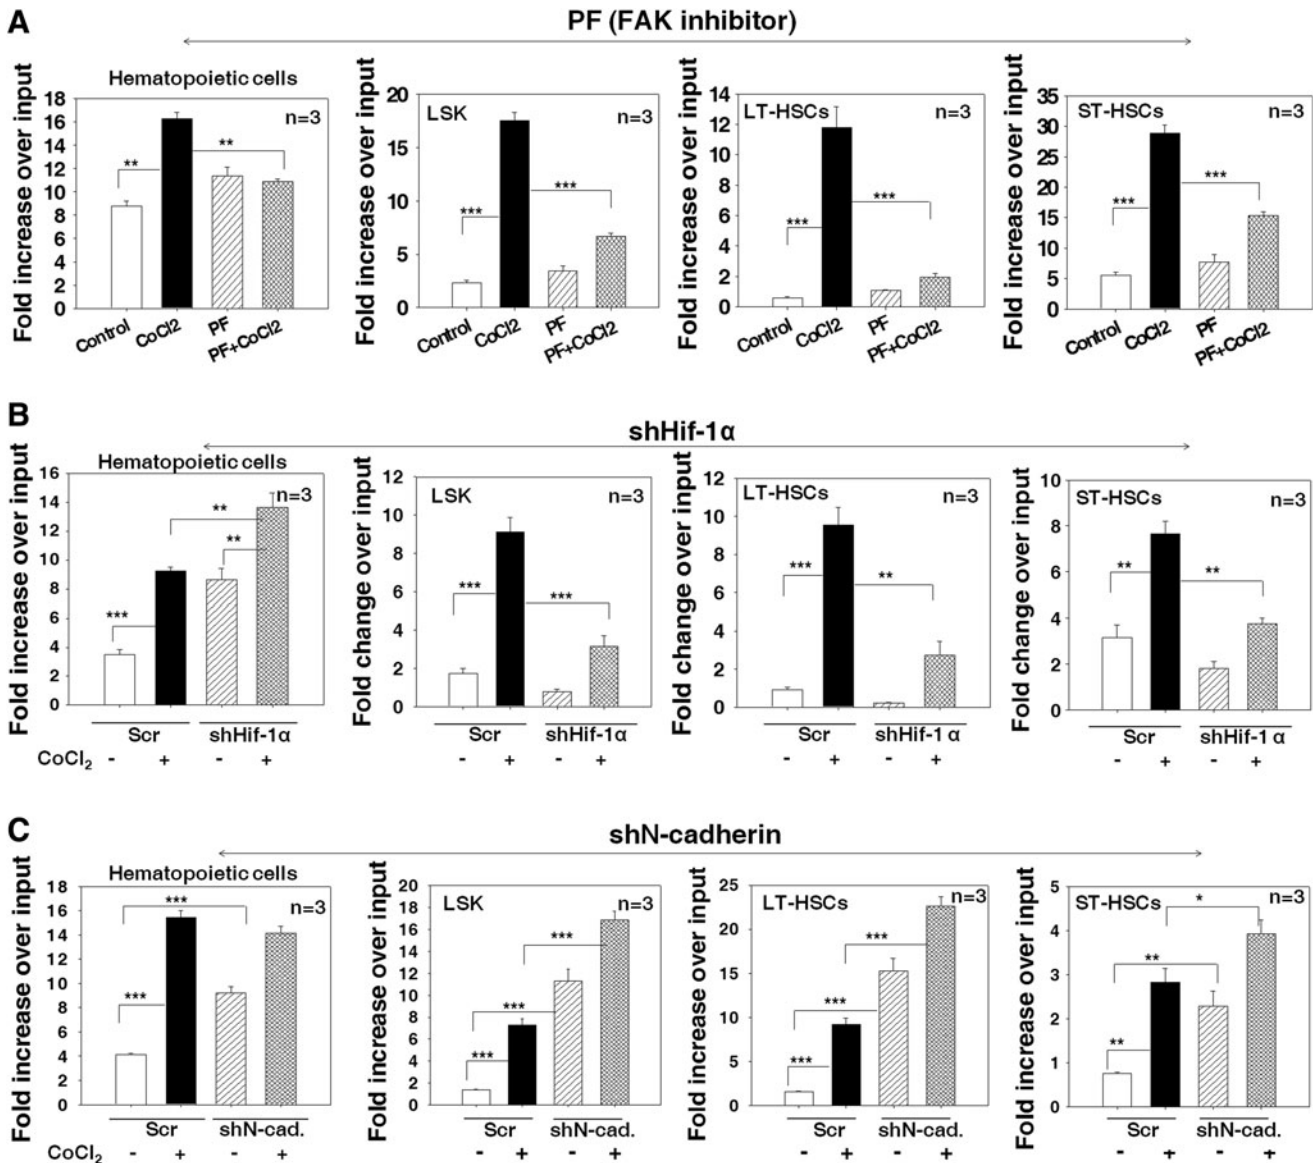 A
PF (FAK inhibitor)
Hematopoietic cells
Fold increase over input
18
16
14
12
10
8
6
4
2
0
n=3
**
**
Control
CoCl2
PF
PF+CoCl2
Fold increase over input
20
15
10
5
0
LSK
n=3
***
***
Control
CoCl2
PF
PF+CoCl2
Fold increase over input
14
12
10
8
6
4
2
0
LT-HSCs
n=3
***
***
Control
CoCl2
PF
PF+CoCl2
Fold increase over input
35
30
25
20
15
10
5
0
ST-HSCs
n=3
***
***
Control
CoCl2
PF
PF+CoCl2
B
shHif-1α
Hematopoietic cells
Fold increase over input
16
14
12
10
8
6
4
2
0
n=3
**
**
***
Scr
shHif-1α
CoCl2 - + - +
Fold change over input
12
10
8
6
4
2
0
LSK
n=3
***
***
Scr
shHif-1α
- + - +
Fold change over input
12
10
8
6
4
2
0
LT-HSCs
n=3
***
**
Scr
shHif-1 α
- + - +
Fold change over input
10
8
6
4
2
0
ST-HSCs
n=3
**
**
Scr
shHif-1 α
- + - +
C
shN-cadherin
Hematopoietic cells
Fold increase over input
18
16
14
12
10
8
6
4
2
0
n=3
***
***
Scr
shN-cad.
CoCl2 - + - +
Fold increase over input
20
18
16
14
12
10
8
6
4
2
0
LSK
n=3
***
***
***
Scr
shN-cad.
- + - +
Fold increase over input
25
20
15
10
5
0
LT-HSCs
n=3
***
***
***
Scr
shN-cad.
- + - +
Fold increase over input
5
4
3
2
1
0
ST-HSCs
n=3
*
**
**
Scr
shN-cad.
- + - +